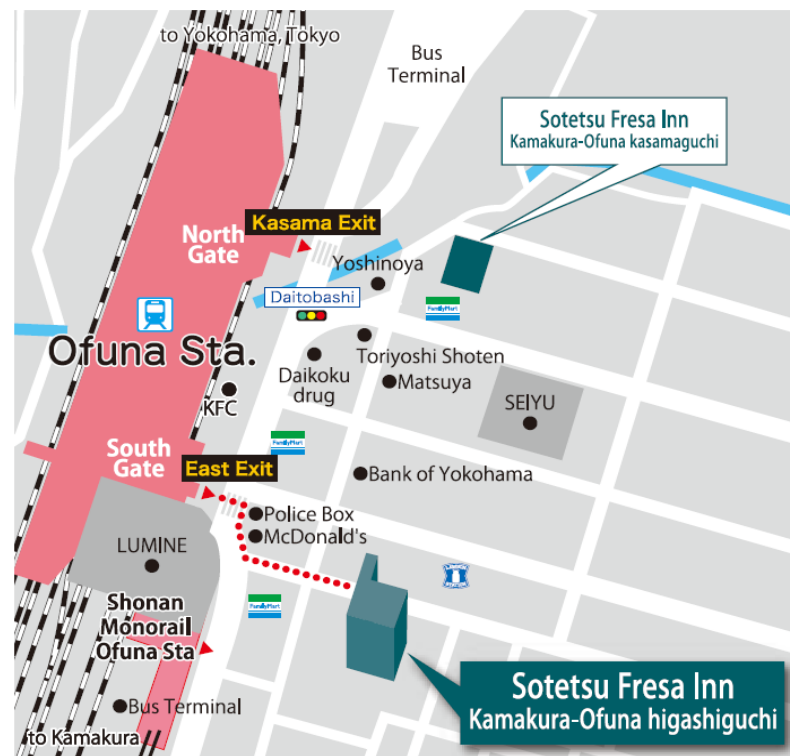 to Yokohama, Tokyo
Bus
Terminal
Sotetsu Fresa Inn
Kamakura-Ofuna kasamaguchi
Kasama Exit
North
Gate
Yoshinoya
Daitobashi
FamilyMart
Ofuna Sta.
Toriyoshi Shoten
Daikoku
drug
Matsuya
KFC
SEIYU
FamilyMart
South
Gate
East Exit
Bank of Yokohama
Police Box
McDonald's
LUMINE
Shonan
Monorail
Ofuna Sta
FamilyMart
Sotetsu Fresa Inn
Kamakura-Ofuna higashiguchi
Bus Terminal
to Kamakura